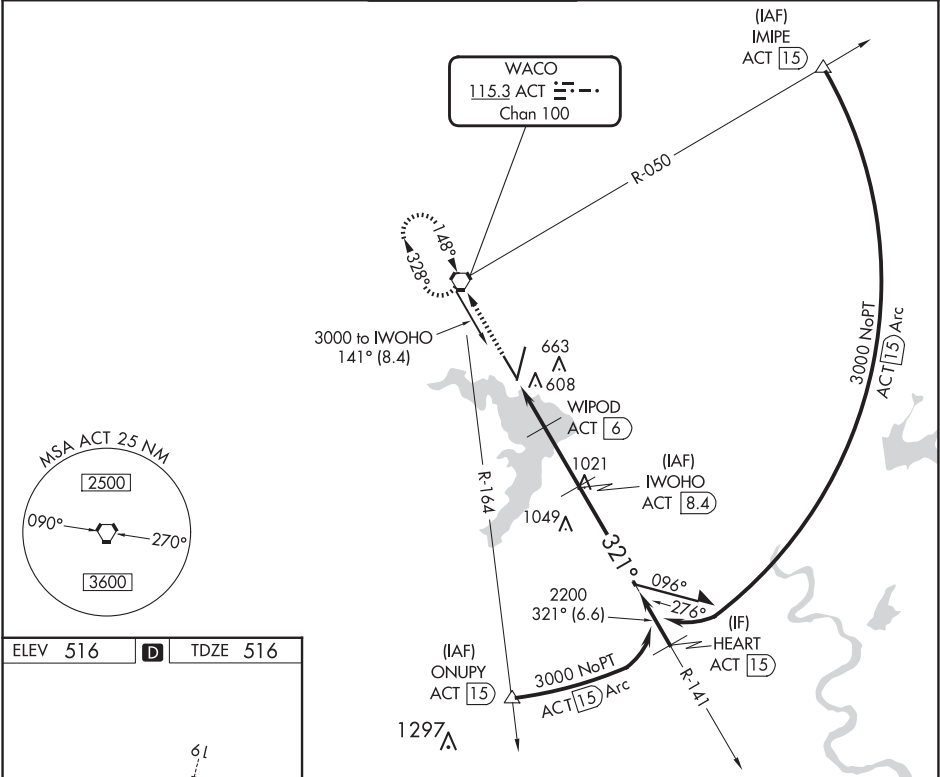 (IAF)
IMIPE
ACT 15
WACO
115.3 ACT
Chan 100
R-050
148°
328°
3000 to IWOHO
141° (8.4)
663
608
WIPOD
ACT 6
3000 NoPT
ACT 15 Arc
MSA ACT 25 NM
2500
090°
270°
3600
R-164
1021
(IAF)
IWOHO
ACT 8.4
1049
321°
096°
276°
2200
321° (6.6)
(IF)
HEART
ACT 15
(IAF)
ONUPY
ACT 15
3000 NoPT
ACT 15 Arc
R-141
1297
ELEV 516 D TDZE 516
19